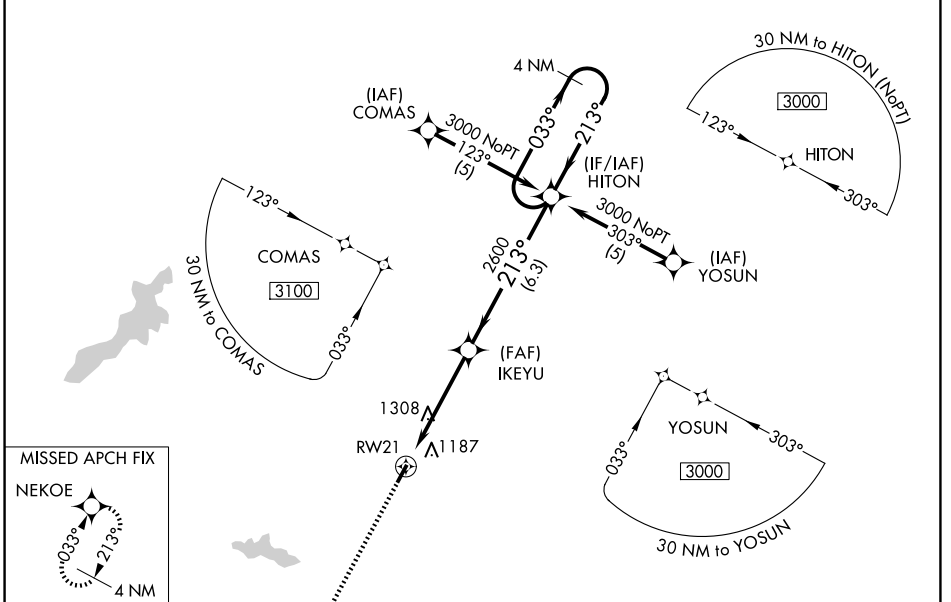 30 NM to HITON (NoPT)
3000
123°
HITON
303°
4 NM
033°
213°
(IAF)
COMAS
3000 NoPT
123°
(5)
(IF/IAF)
HITON
3000 NoPT
303°
(5)
(IAF)
YOSUN
2600
213°
(6.3)
(FAF)
IKEYU
123°
COMAS
3100
033°
30 NM to COMAS
1308
RW21
1187
YOSUN
3000
033°
303°
30 NM to YOSUN
MISSED APCH FIX
NEKOE
033°
213°
4 NM